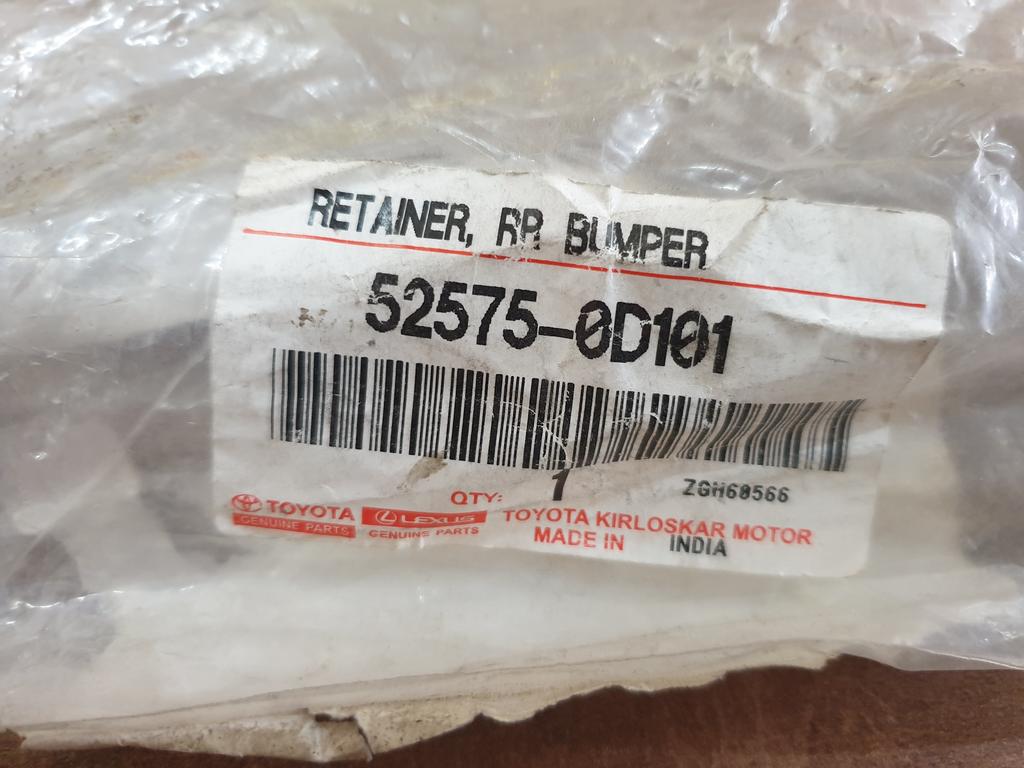 RETAINER, RR BUMPER
52575-0D101
QTY: 1
ZGH68566
TOYOTA
GENUINE PARTS
LEXUS
GENUINE PARTS
TOYOTA KIRLOSKAR MOTOR
MADE IN INDIA